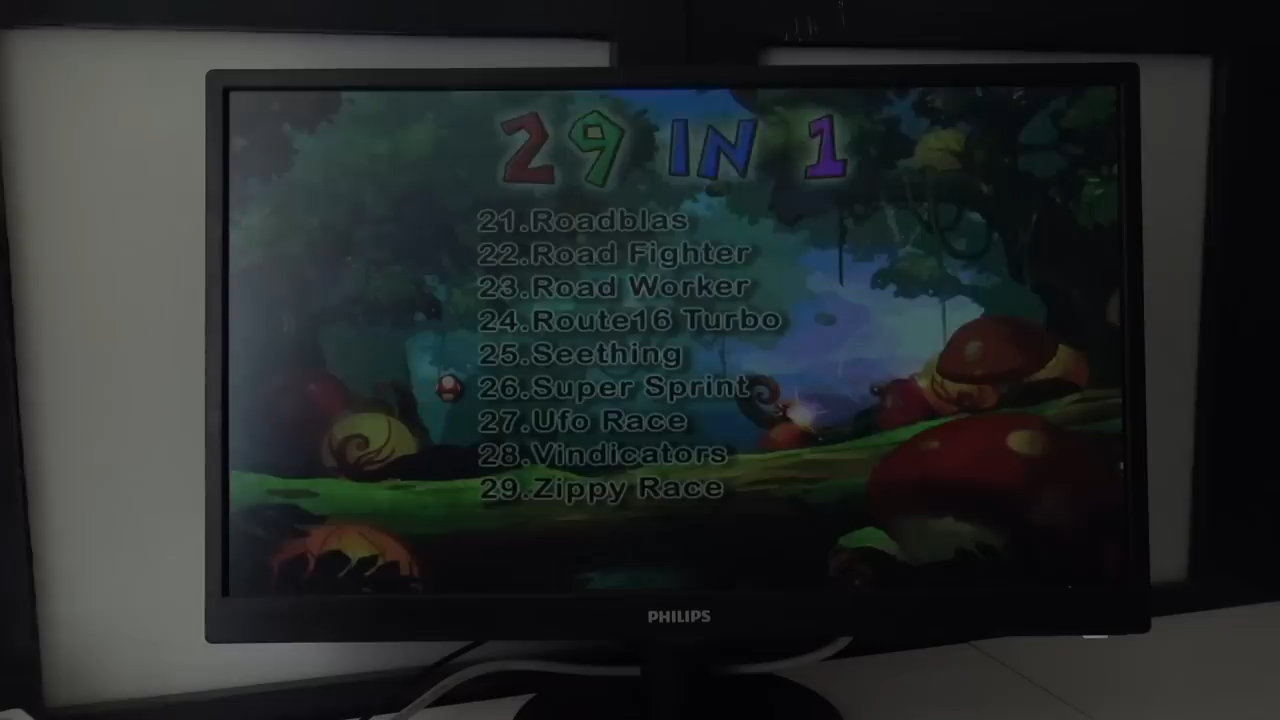 29 IN 1
21.Roadblas
22.Road Fighter
23.Road Worker
24.Route16 Turbo
25.Seething
26.Super Sprint
27.Ufo Race
28.Vindicators
29.Zippy Race
PHILIPS